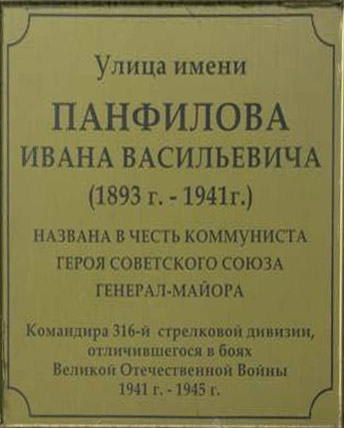 Улица имени
ПАНФИЛОВА
ИВАНА ВАСИЛЬЕВИЧА
(1893 г. - 1941г.)
НАЗВАНА В ЧЕСТЬ КОММУНИСТА
ГЕРОЯ СОВЕТСКОГО СОЮЗА
ГЕНЕРАЛ-МАЙОРА
Командира 316-й стрелковой дивизии,
отличившегося в боях
Великой Отечественной Войны
1941 г. - 1945 г.